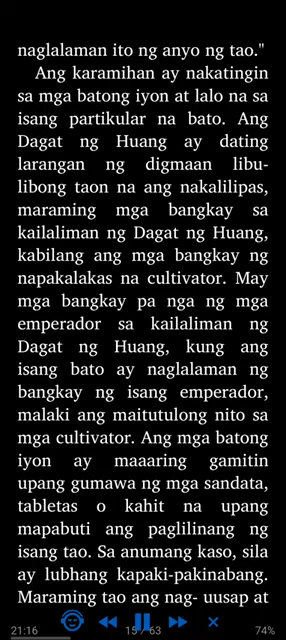 naglalaman ito ng anyo ng tao."
Ang karamihan ay nakatingin
sa mga batong iyon at lalo na sa
isang partikular na bato. Ang
Dagat ng Huang ay dating
larangan ng digmaan libu-
libong taon na ang nakalilipas,
maraming mga bangkay sa
kailaliman ng Dagat ng Huang,
kabilang ang mga bangkay ng
napakalakas na cultivator. May
mga bangkay pa nga ng mga
emperador sa kailaliman ng
Dagat ng Huang, kung ang
isang bato ay naglalaman ng
bangkay ng isang emperador,
malaki ang maitutulong nito sa
mga cultivator. Ang mga batong
iyon ay maaaring gamitin
upang gumawa ng mga sandata,
tabletas o kahit na upang
mapabuti ang paglilinang ng
isang tao. Sa anumang kaso, sila
ay lubhang kapaki-pakinabang.
Maraming tao ang nag- uusap at
21:16 15 / 63 74%